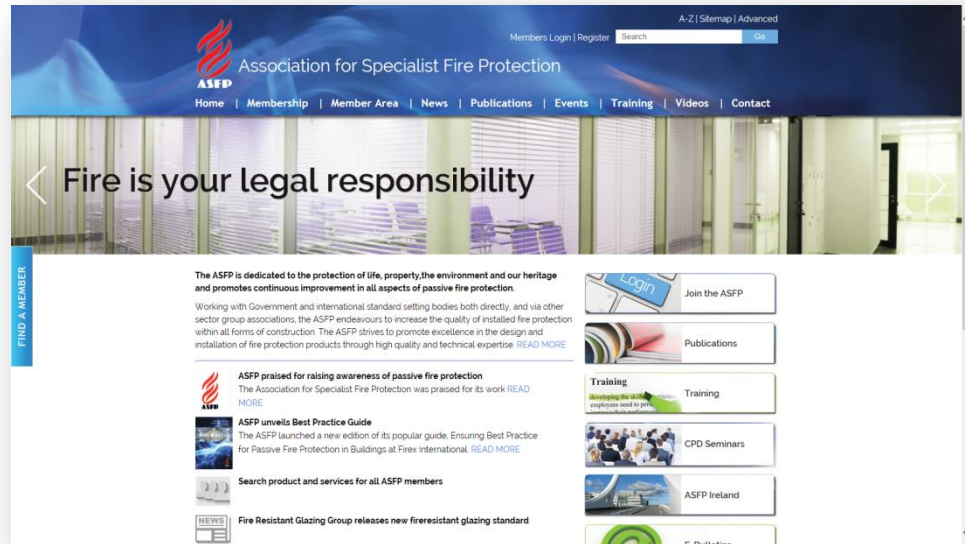 A-Z | Sitemap | Advanced
Members Login | Register Search Go
ASFP
Association for Specialist Fire Protection
Home | Membership | Member Area | News | Publications | Events | Training | Videos | Contact
Fire is your legal responsibility
FIND A MEMBER
The ASFP is dedicated to the protection of life, property,the environment and our heritage
and promotes continuous improvement in all aspects of passive fire protection.
Working with Government and international standard setting bodies both directly, and via other
sector group associations, the ASFP endeavours to increase the quality of installed fire protection
within all forms of construction. The ASFP strives to promote excellence in the design and
installation of fire protection products through high quality and technical expertise. READ MORE
ASFP
ASFP praised for raising awareness of passive fire protection
The Association for Specialist Fire Protection was praised for its work READ
MORE
ASFP unveils Best Practice Guide
The ASFP launched a new edition of its popular guide, Ensuring Best Practice
for Passive Fire Protection in Buildings at Firex International. READ MORE
Search product and services for all ASFP members
NEWS
Fire Resistant Glazing Group releases new fireresistant glazing standard
Login
Join the ASFP
Publications
Training
developing the
employees need to
Training
CPD Seminars
ASFP Ireland
E-Bulletins